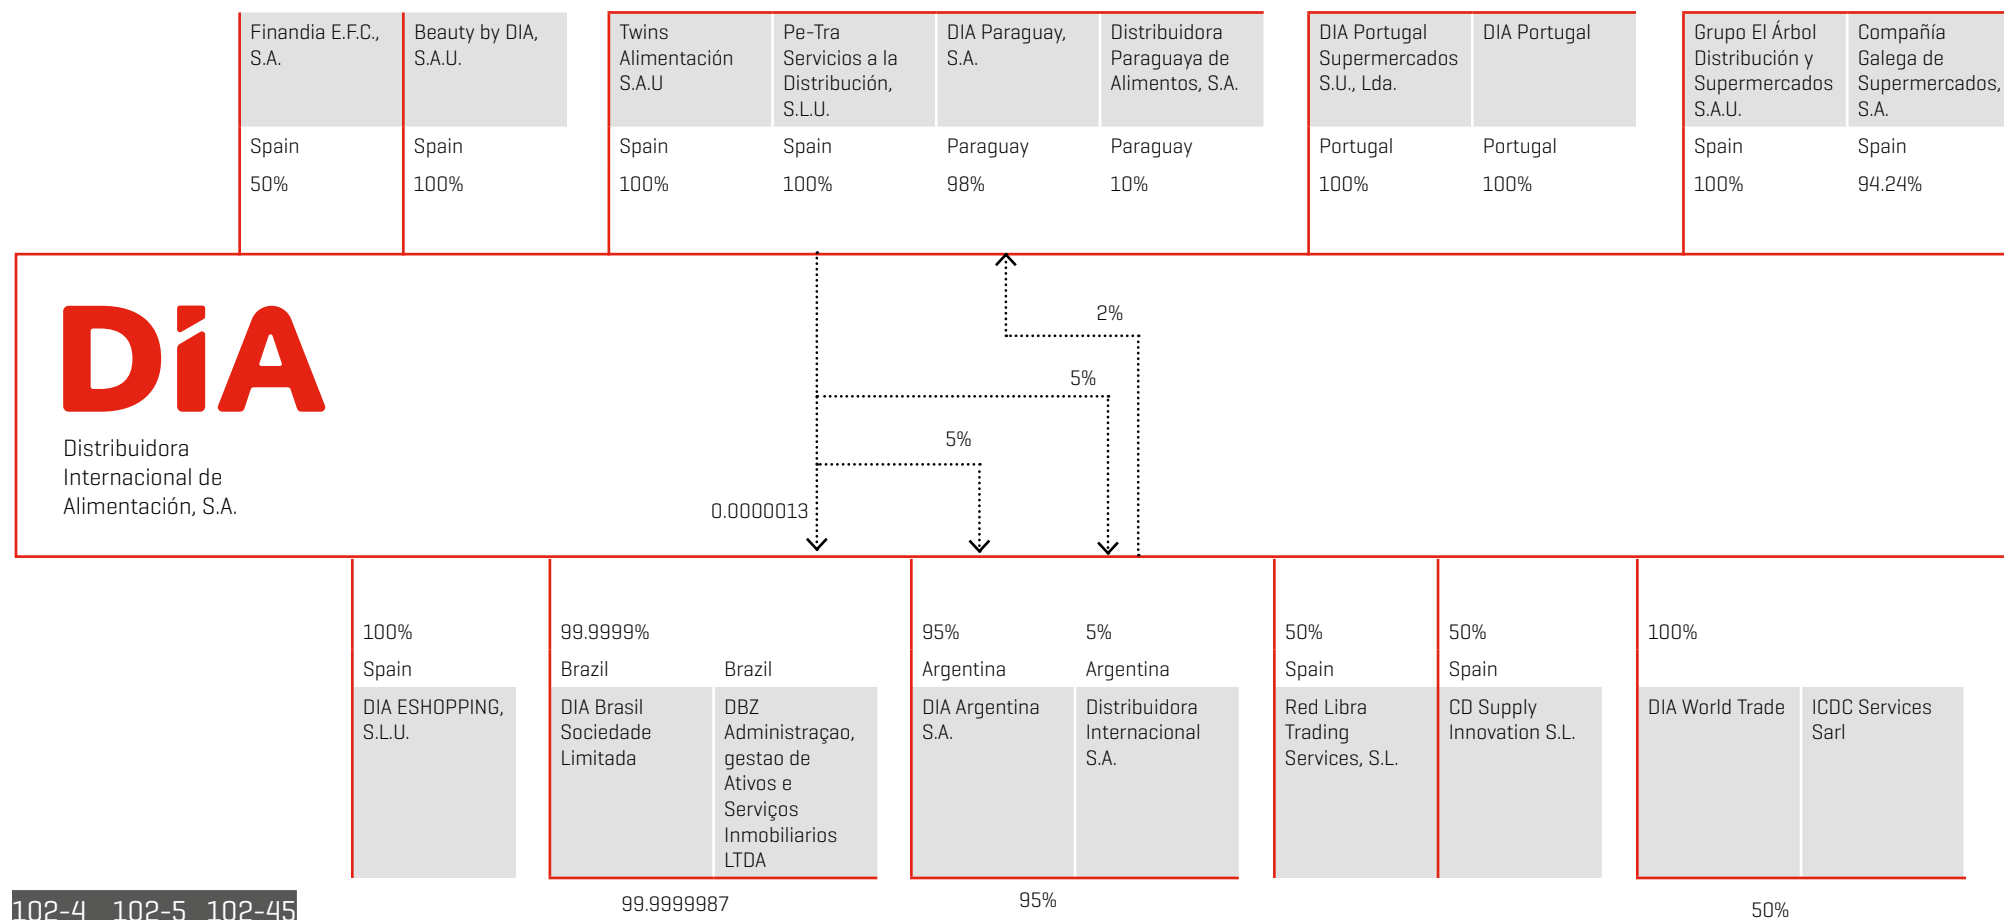 Finandia E.F.C.,
S.A.
Spain
50%
Beauty by DIA,
S.A.U.
Spain
100%
Twins
Alimentación
S.A.U
Spain
100%
Pe-Tra
Servicios a la
Distribución,
S.L.U.
Spain
100%
DIA Paraguay,
S.A.
Paraguay
98%
Distribuidora
Paraguaya de
Alimentos, S.A.
Paraguay
10%
DIA Portugal
Supermercados
S.U., Lda.
Portugal
100%
DIA Portugal
Portugal
100%
Grupo El Árbol
Distribución y
Supermercados
S.A.U.
Spain
100%
Compañía
Galega de
Supermercados,
S.A.
Spain
94.24%
DiA
Distribuidora
Internacional de
Alimentación, S.A.
2%
5%
5%
0.0000013
100%
Spain
DIA ESHOPPING,
S.L.U.
99.9999%
Brazil
DIA Brasil
Sociedade
Limitada
Brazil
DBZ
Administraçao,
gestao de
Ativos e
Serviços
Inmobiliarios
LTDA
99.9999987
95%
Argentina
DIA Argentina
S.A.
5%
Argentina
Distribuidora
Internacional
S.A.
95%
50%
Spain
Red Libra
Trading
Services, S.L.
50%
Spain
CD Supply
Innovation S.L.
100%
DIA World Trade
ICDC Services
Sarl
50%
102-4 102-5 102-45